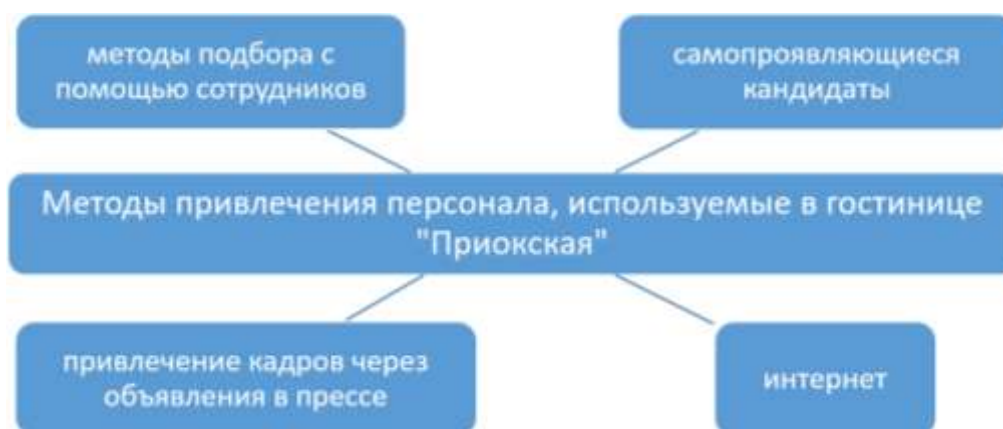 методы подбора с
помощью сотрудников
самопроявляющиеся
кандидаты
Методы привлечения персонала, используемые в гостинице
"Приокская"
привлечение кадров через
объявления в прессе
интернет